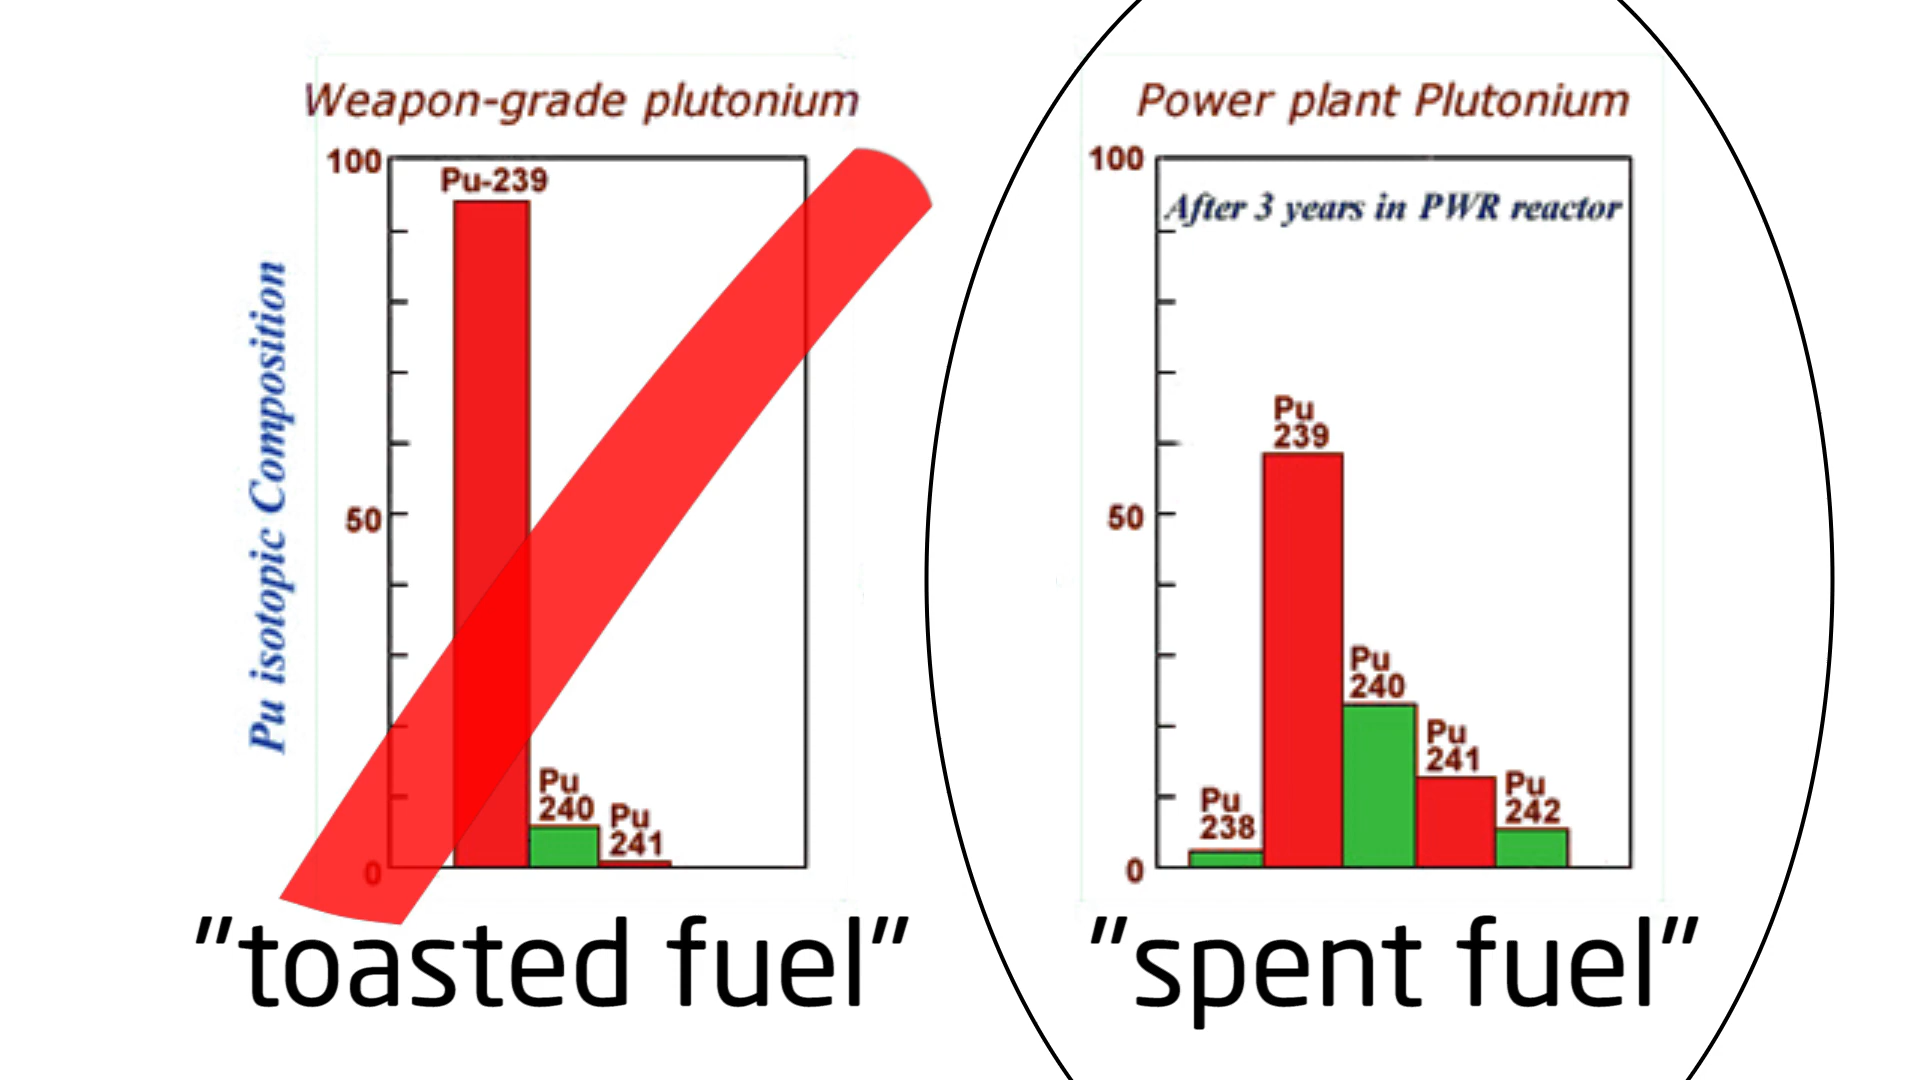 Weapon-grade plutonium
100
Pu-239
50
Pu
240
Pu
241
0
Pu isotopic Composition
"toasted fuel"
Power plant Plutonium
100
After 3 years in PWR reactor
Pu
239
50
Pu
240
Pu
241
Pu
242
Pu
238
0
"spent fuel"